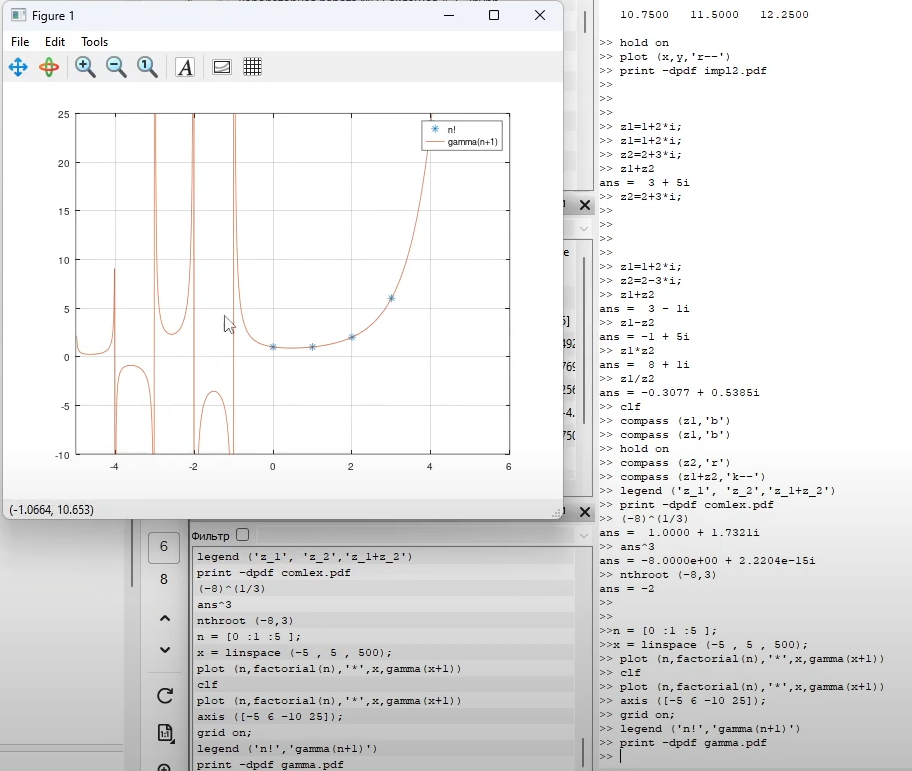 Figure 1
File Edit Tools
A
25
20
15
10
5
0
-5
-10
-4
-2
0
2
4
6
n!
gamma(n+1)
(-1.0664, 10.653)
6
8
Фильтр
legend ('z_1', 'z_2','z_1+z_2')
print -dpdf comlex.pdf
(-8)^(1/3)
ans^3
nthroot (-8,3)
n = [0 :1 :5 ];
x = linspace (-5 , 5 , 500);
plot (n,factorial(n),'*',x,gamma(x+1))
clf
plot (n,factorial(n),'*',x,gamma(x+1))
axis ([-5 6 -10 25]);
grid on;
legend ('n!','gamma(n+1)')
print -dpdf gamma.pdf
10.7500 11.5000 12.2500
>> hold on
>> plot (x,y,'r--')
>> print -dpdf impl2.pdf
>>
>>
>>
>> z1=1+2*i;
>> z1=1+2*i;
>> z2=2+3*i;
>> z1+z2
ans = 3 + 5i
>> z2=2+3*i;
>>
>>
>>
>>
>> z1=1+2*i;
>> z2=2-3*i;
>> z1+z2
ans = 3 - 1i
>> z1-z2
ans = -1 + 5i
>> z1*z2
ans = 8 + 1i
>> z1/z2
ans = -0.3077 + 0.5385i
>> clf
>> compass (z1,'b')
>> compass (z1,'b')
>> hold on
>> compass (z2,'r')
>> compass (z1+z2,'k--')
>> legend ('z_1', 'z_2','z_1+z_2')
>> print -dpdf comlex.pdf
>> (-8)^(1/3)
ans = 1.0000 + 1.7321i
>> ans^3
ans = -8.0000e+00 + 2.2204e-15i
>> nthroot (-8,3)
ans = -2
>>
>>
>>n = [0 :1 :5 ];
>>x = linspace (-5 , 5 , 500);
>> plot (n,factorial(n),'*',x,gamma(x+1))
>> clf
>> plot (n,factorial(n),'*',x,gamma(x+1))
>> axis ([-5 6 -10 25]);
>> grid on;
>> legend ('n!','gamma(n+1)')
>> print -dpdf gamma.pdf
>>